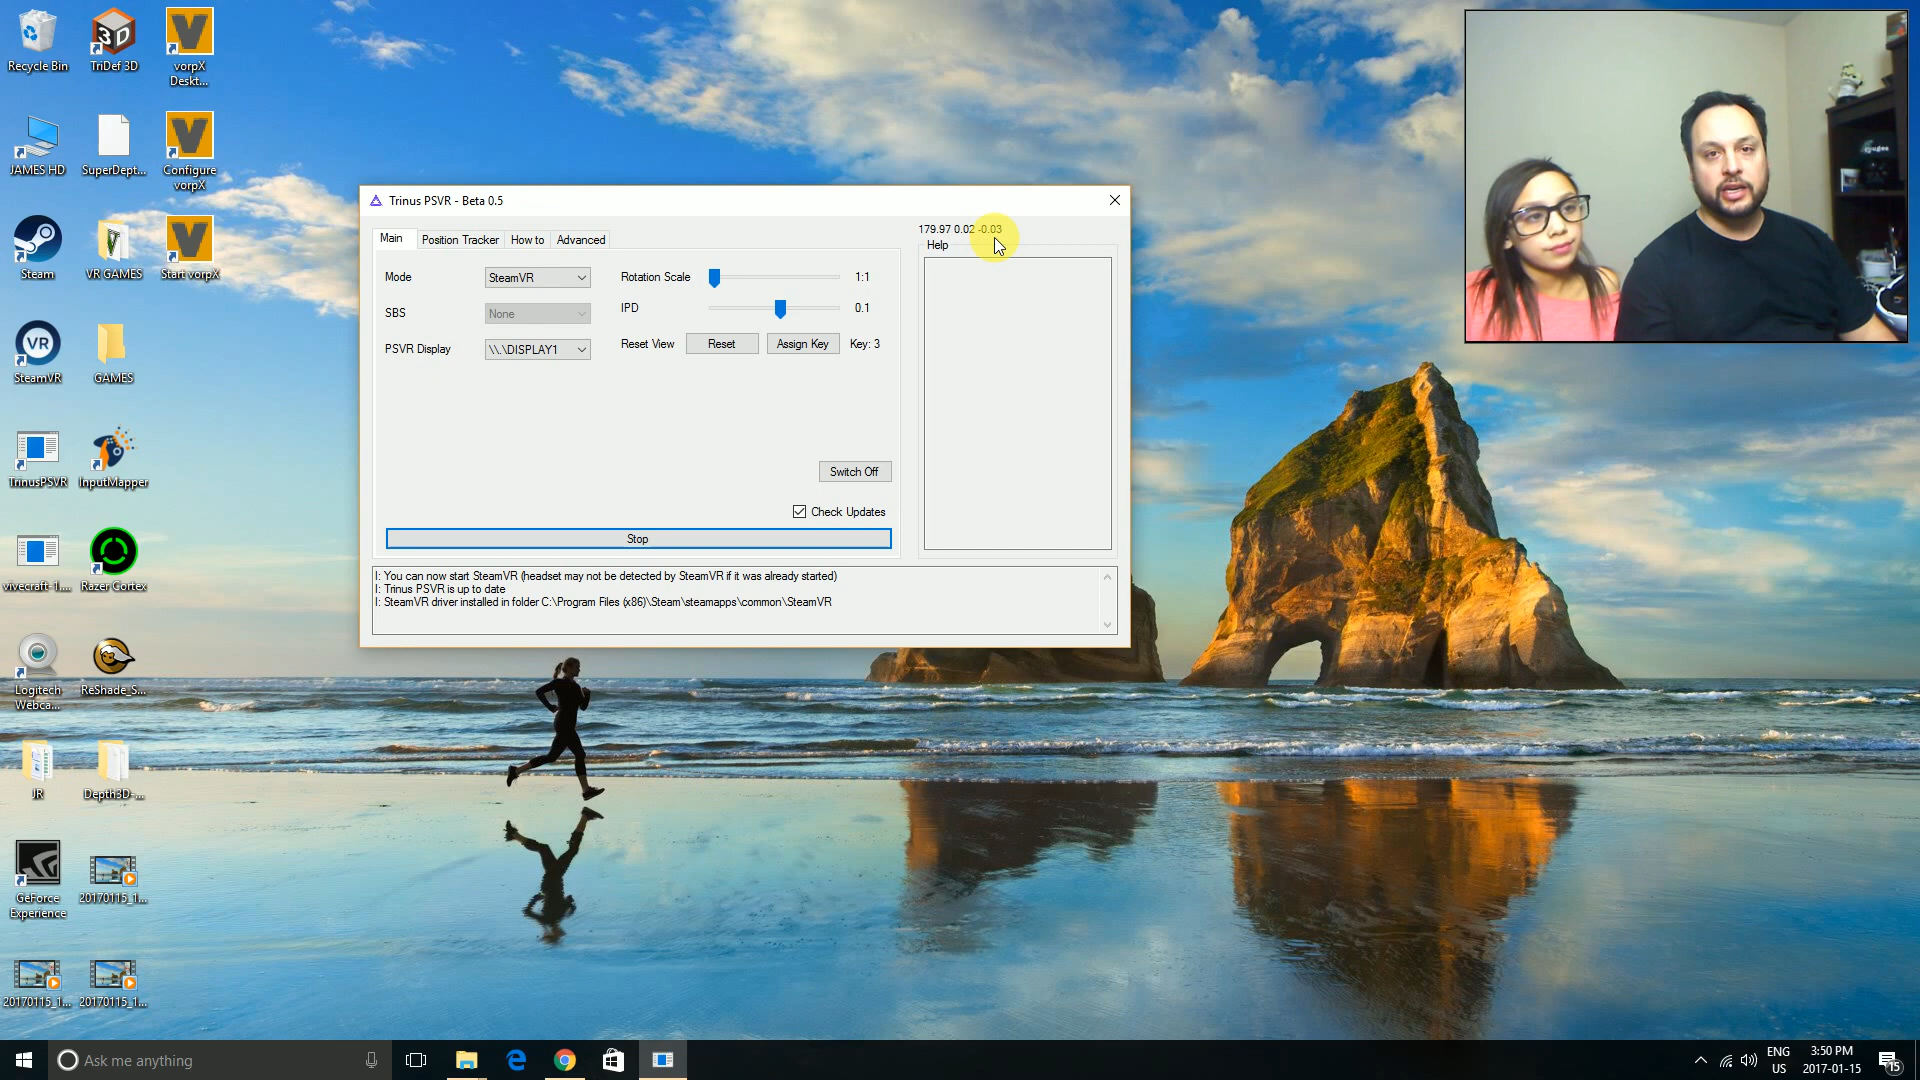 Recycle Bin
TriDef 3D
vorpX
Deskt...
JAMES HD
SuperDept...
Configure
vorpX
Steam
VR GAMES
Start vorpX
VR
SteamVR
GAMES
TrinusPSVR
InputMapper
vivecraft-1....
Razer Cortex
Logitech
Webca...
ReShade_S...
JR
Depth3D-...
GeForce
Experience
20170115_1...
20170115_1...
20170115_1...
Trinus PSVR - Beta 0.5
Main
Position Tracker
How to
Advanced
179.97 0.02 -0.03
Help
Mode
SteamVR
Rotation Scale
1:1
SBS
None
IPD
0.1
PSVR Display
\\.\DISPLAY1
Reset View
Reset
Assign Key
Key: 3
Switch Off
Check Updates
Stop
I: You can now start SteamVR (headset may not be detected by SteamVR if it was already started)
I: Trinus PSVR is up to date
I: SteamVR driver installed in folder C:\Program Files (x86)\Steam\steamapps\common\SteamVR
Ask me anything
ENG
US
3:50 PM
2017-01-15
15